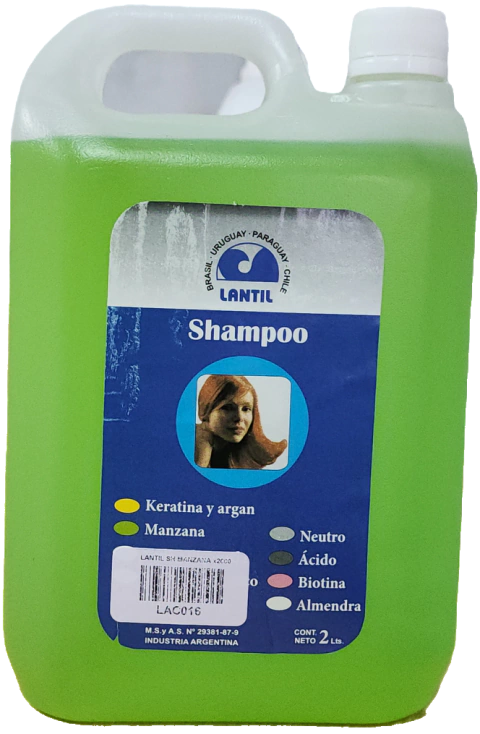 BRASIL · URUGUAY · PARAGUAY · CHILE
LANTIL
Shampoo
Keratina y argan
Manzana
Neutro
Ácido
Biotina
Almendra
LANTIL SH MANZANA x2000
LAC016
M.S.y A.S. Nº 29381-87-9
INDUSTRIA ARGENTINA
CONT.
NETO 2 Lts.